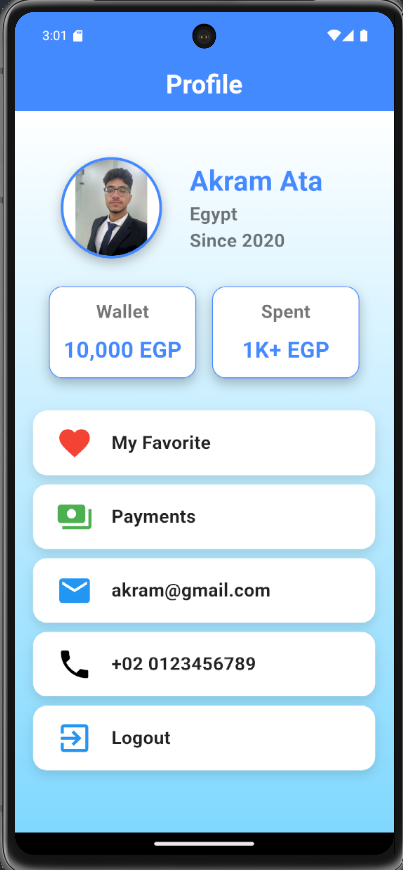 3:01
Profile
Akram Ata
Egypt
Since 2020
Wallet
10,000 EGP
Spent
1K+ EGP
My Favorite
Payments
akram@gmail.com
+02 0123456789
Logout